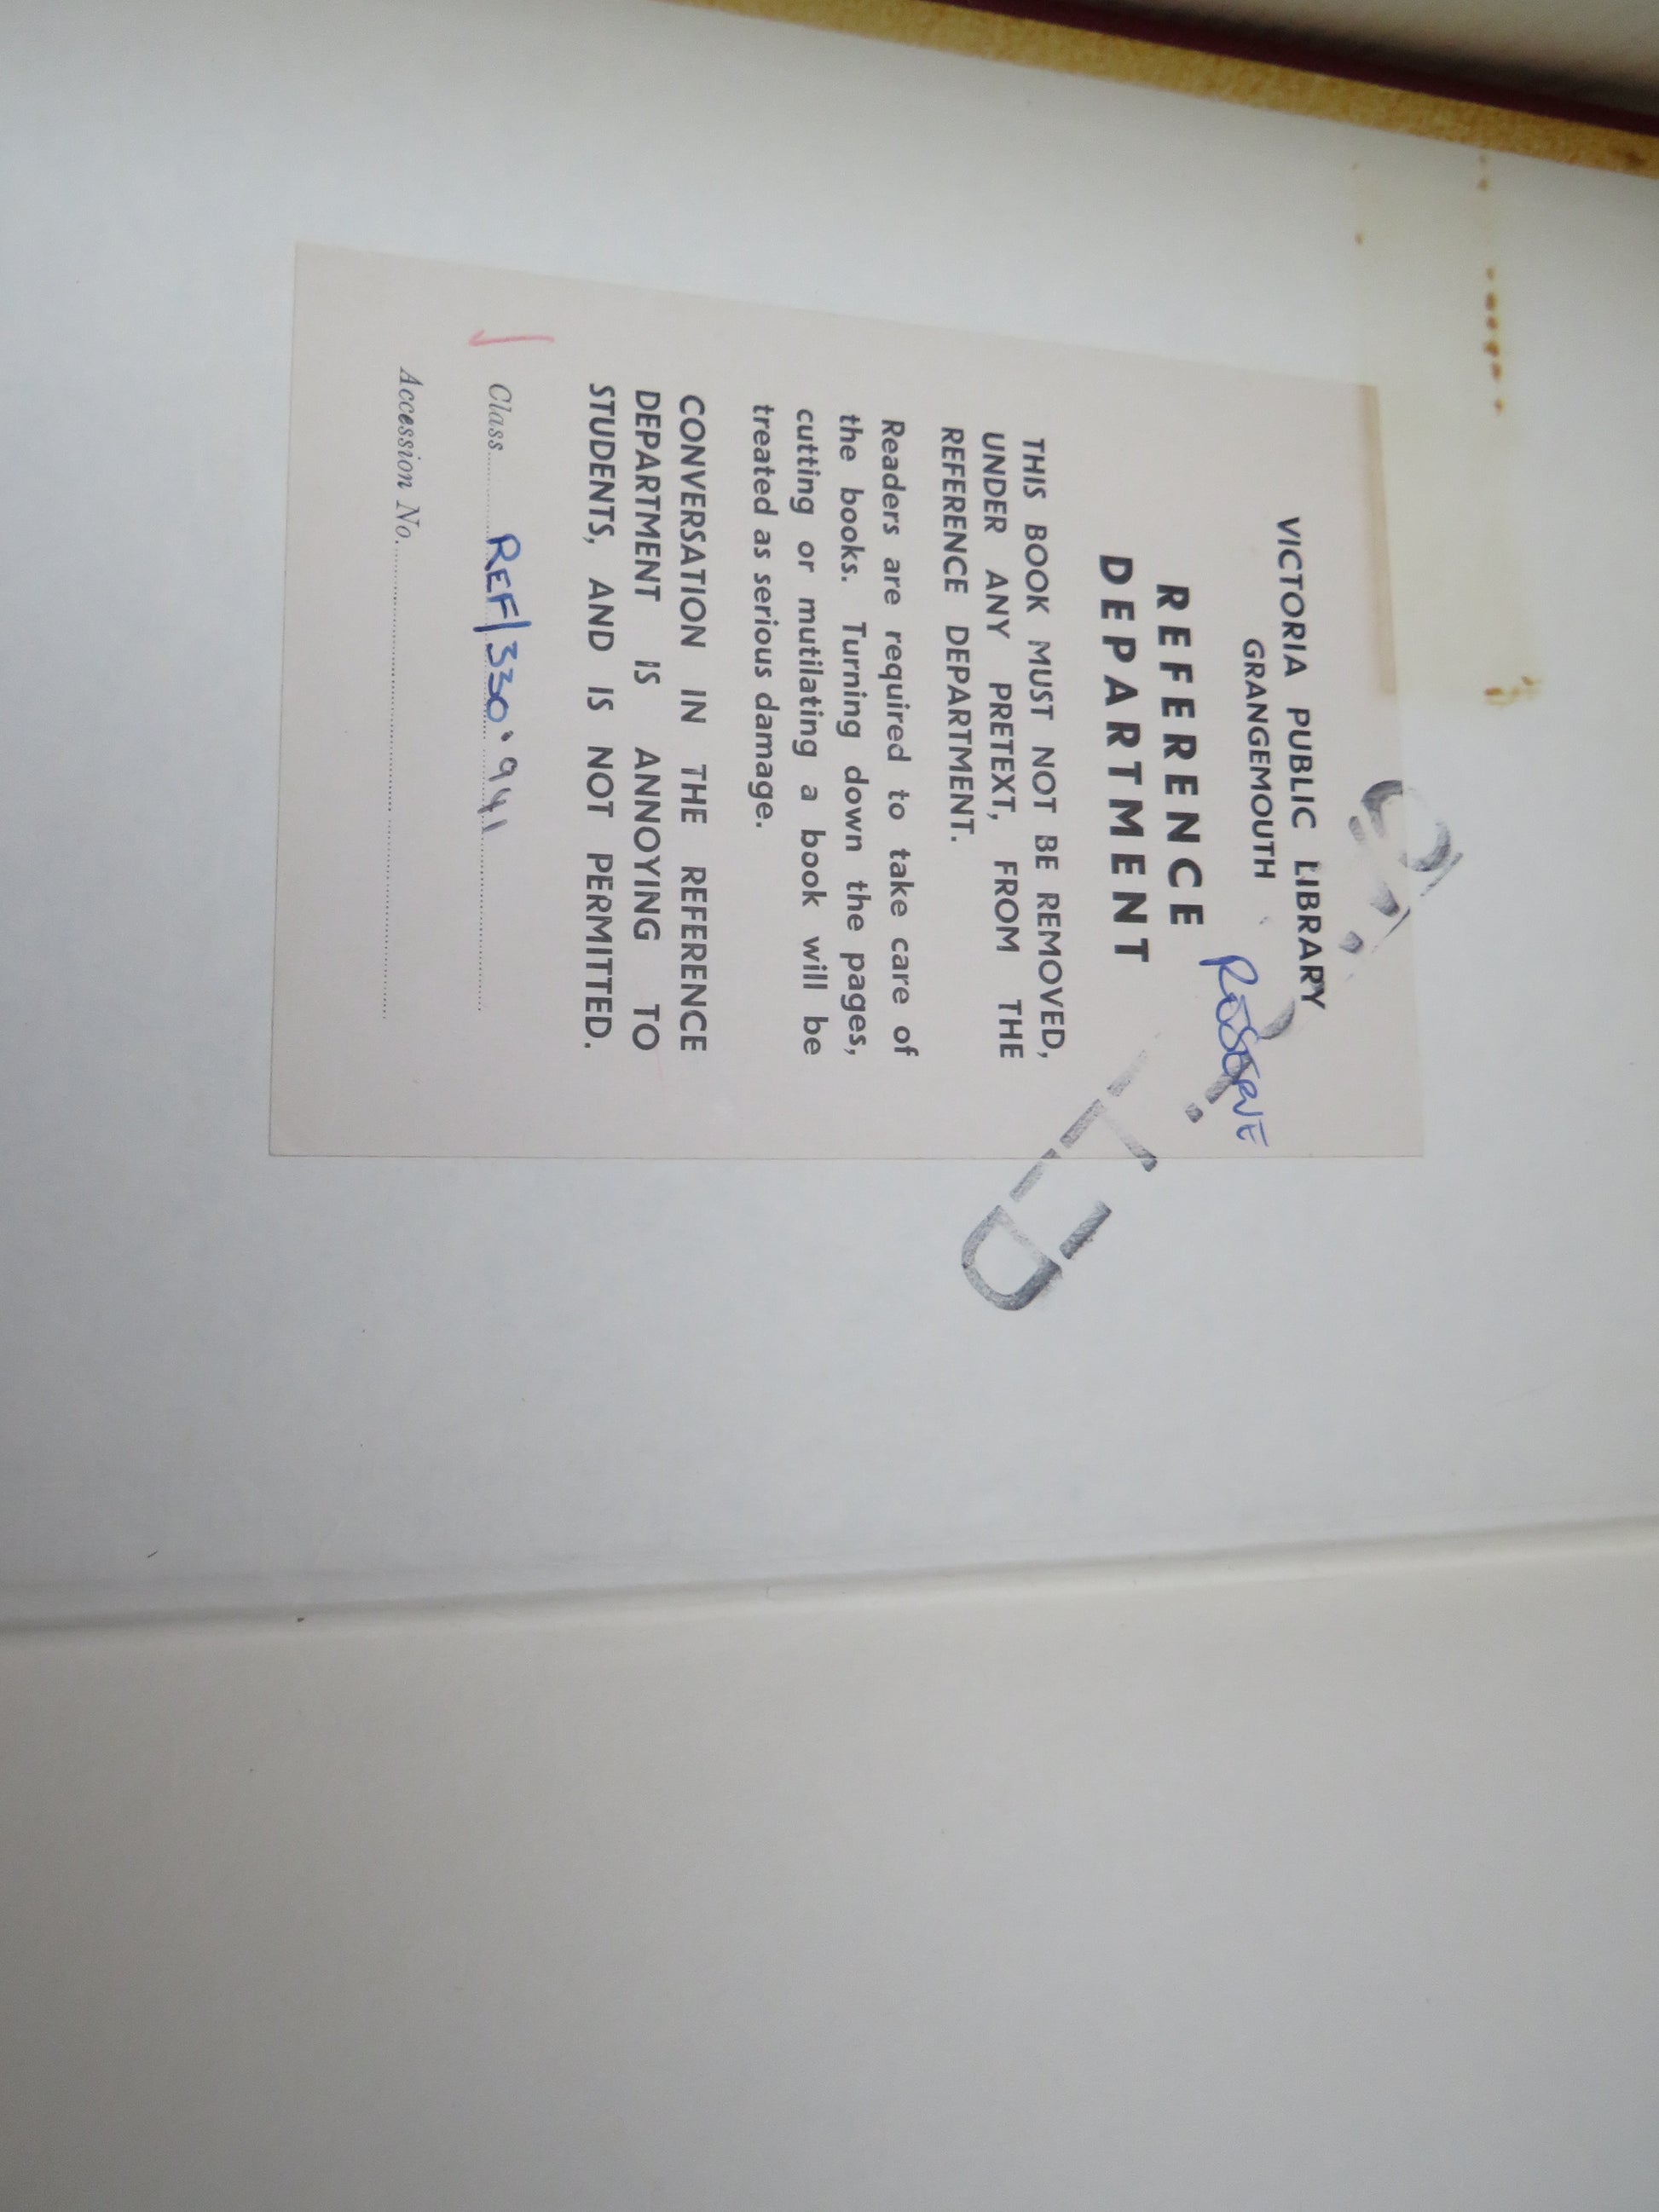 VICTORIA PUBLIC LIBRARY
GRANGEMOUTH
RESERVE
REFERENCE
DEPARTMENT
THIS BOOK MUST NOT BE REMOVED,
UNDER ANY PRETEXT, FROM THE
REFERENCE DEPARTMENT.
Readers are required to take care of
the books. Turning down the pages,
cutting or mutilating a book will be
treated as serious damage.
CONVERSATION IN THE REFERENCE
DEPARTMENT IS ANNOYING TO
STUDENTS, AND IS NOT PERMITTED.
Class REF/330.941
Accession No.